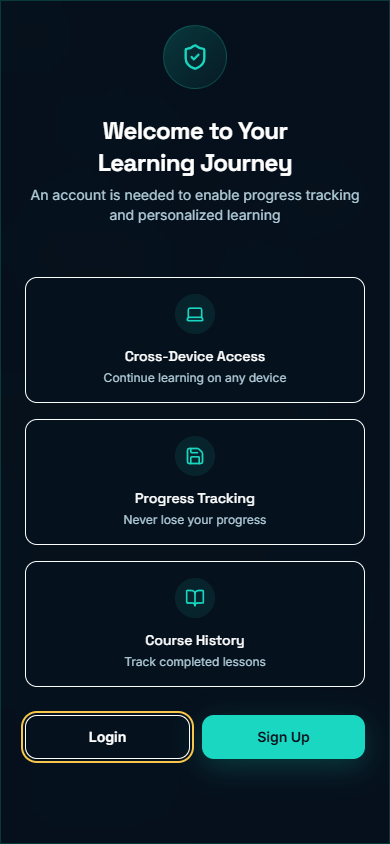 Welcome to Your
Learning Journey
An account is needed to enable progress tracking
and personalized learning
Cross-Device Access
Continue learning on any device
Progress Tracking
Never lose your progress
Course History
Track completed lessons
Login
Sign Up